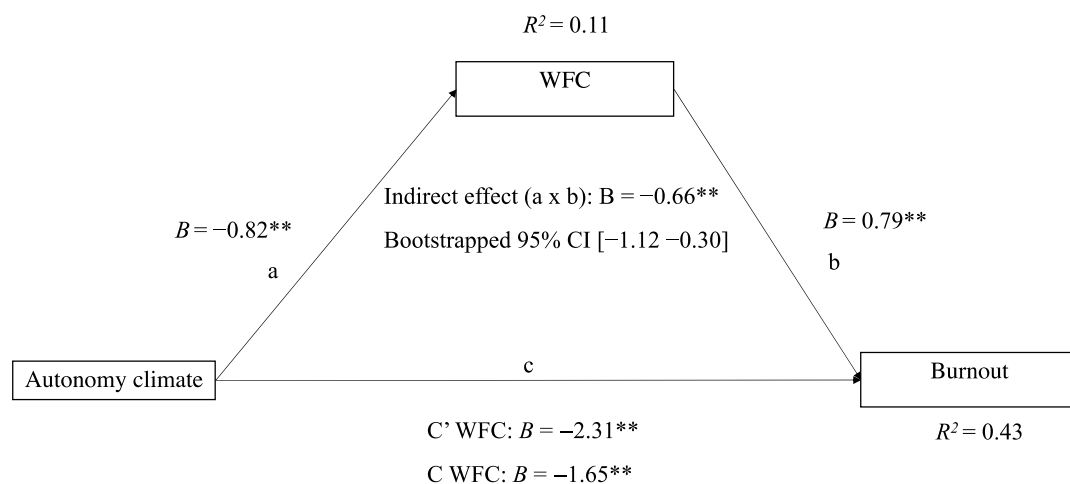 R² = 0.11
WFC
Indirect effect (a x b): B = −0.66**
B = −0.82**
B = 0.79**
Bootstrapped 95% CI [−1.12 −0.30]
a
b
c
Autonomy climate
Burnout
C’ WFC: B = −2.31**
R² = 0.43
C WFC: B = −1.65**